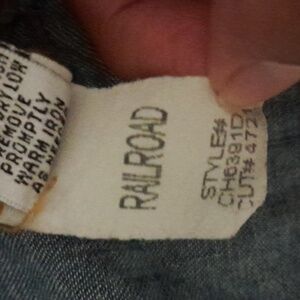 REMOVE
PROMPTLY
WARM IRON
RAILROAD
STYLE#
CH6391D
CUT# 472